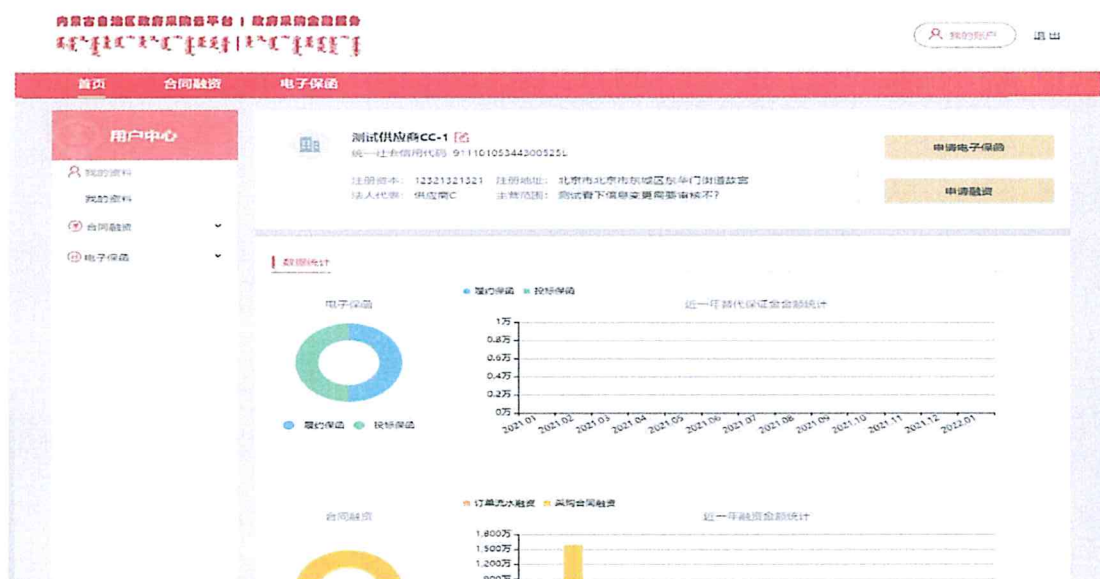 内蒙古自治区政府采购云平台 | 政府采购金融服务
我的账户 退出
首页 合同融资 电子保函
用户中心
我的资料
我的资料
合同融资
电子保函
测试供应商CC-1
统一社会信用代码 91110105344300525L
注册资本: 12321321321 注册地址: 北京市北京市东城区东华门街道故宫
法人代表: 供应商C 主营范围: 测试看下信息变更需要审核不?
申请电子保函
申请融资
数据统计
电子保函
履约保函 投标保函
履约保函 投标保函
近一年替代保证金金额统计
1万
0.8万
0.6万
0.4万
0.2万
0万
2021.01 2021.02 2021.03 2021.04 2021.05 2021.06 2021.07 2021.08 2021.09 2021.10 2021.11 2021.12 2022.01
合同融资
订单流水融资 采购合同融资
近一年融资金额统计
1,800万
1,500万
1,200万
900万